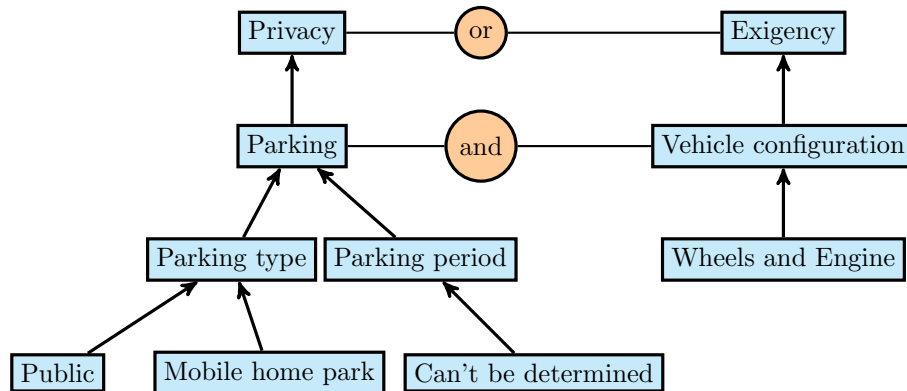 Privacy
or
Exigency
Parking
and
Vehicle configuration
Parking type
Parking period
Wheels and Engine
Public
Mobile home park
Can't be determined